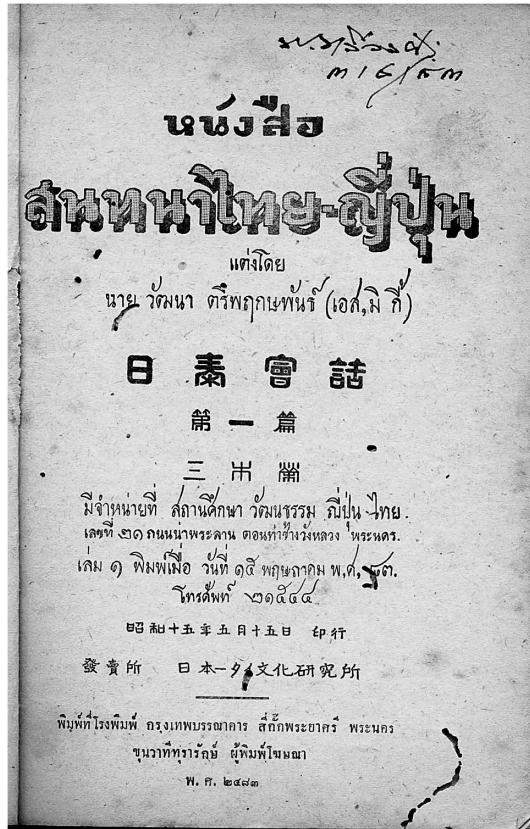 ๓/๖/๘๓
หนังสือ
สนทนาไทย-ญี่ปุ่น
แต่งโดย
นาย วัฒนา ตรีพฤกษพันธ์ (เอส, มิ กี้)
日泰會話
第一篇
三木榮
มีจำหน่ายที่ สถานศึกษา วัฒนธรรม ญี่ปุ่น-ไทย
เลขที่ ๒๑ ถนนน่าพระลาน ตอนท่าช้างวังหลวง พระนคร.
เล่ม ๑ พิมพ์เมื่อ วันที่ ๑๕ พฤษภาคม พ,ศ, ๘๓.
โทรศัพท์ ๒๑๕๔๔
昭和十五年五月十五日 印行
發賣所 日本-タイ文化研究所
พิมพ์ที่โรงพิมพ์ กรุงเทพบรรณาคาร สี่กั๊กพระยาศรี พระนคร
ขุนวาทีทุรารักษ์ ผู้พิมพ์โฆษณา
พ. ศ. ๒๔๘๓